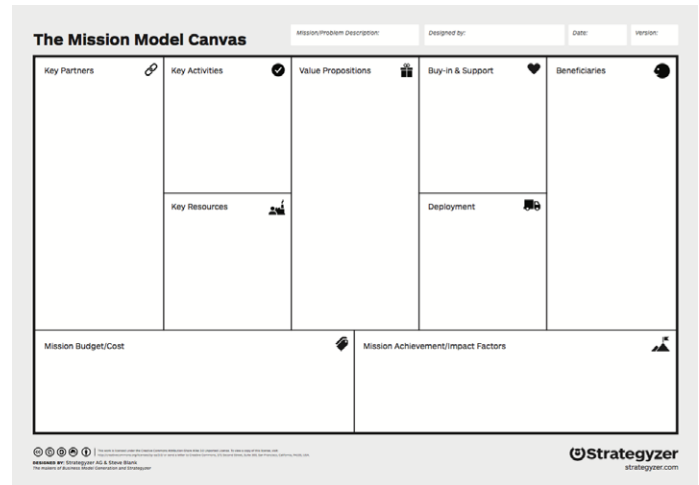 The Mission Model Canvas
Mission/Problem Description:
Designed by:
Date:
Version:
Key Partners
Key Activities
Value Propositions
Buy-in & Support
Beneficiaries
Key Resources
Deployment
Mission Budget/Cost
Mission Achievement/Impact Factors
DESIGNED BY: Strategyzer AG & Steve Blank
The makers of Business Model Generation and Strategyzer
Strategyzer
strategyzer.com